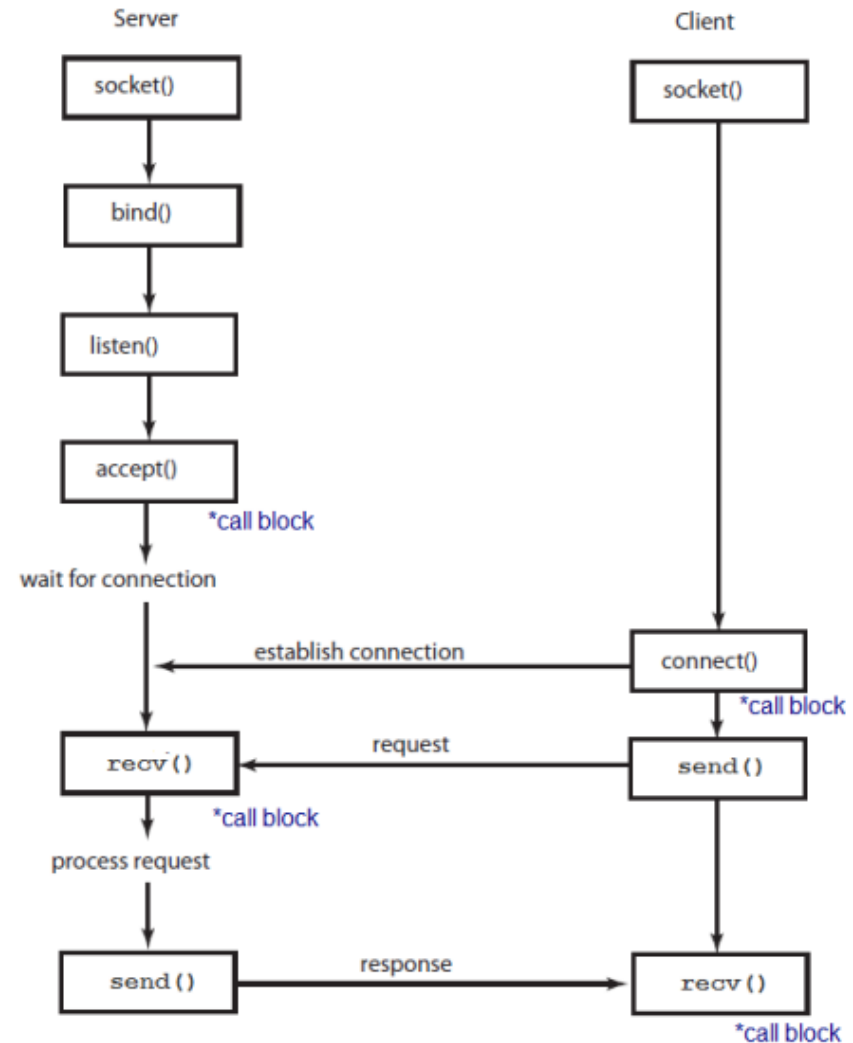 Server
Client
socket()
socket()
bind()
listen()
accept()
*call block
wait for connection
establish connection
connect()
*call block
request
recv()
send()
*call block
process request
response
send()
recv()
*call block